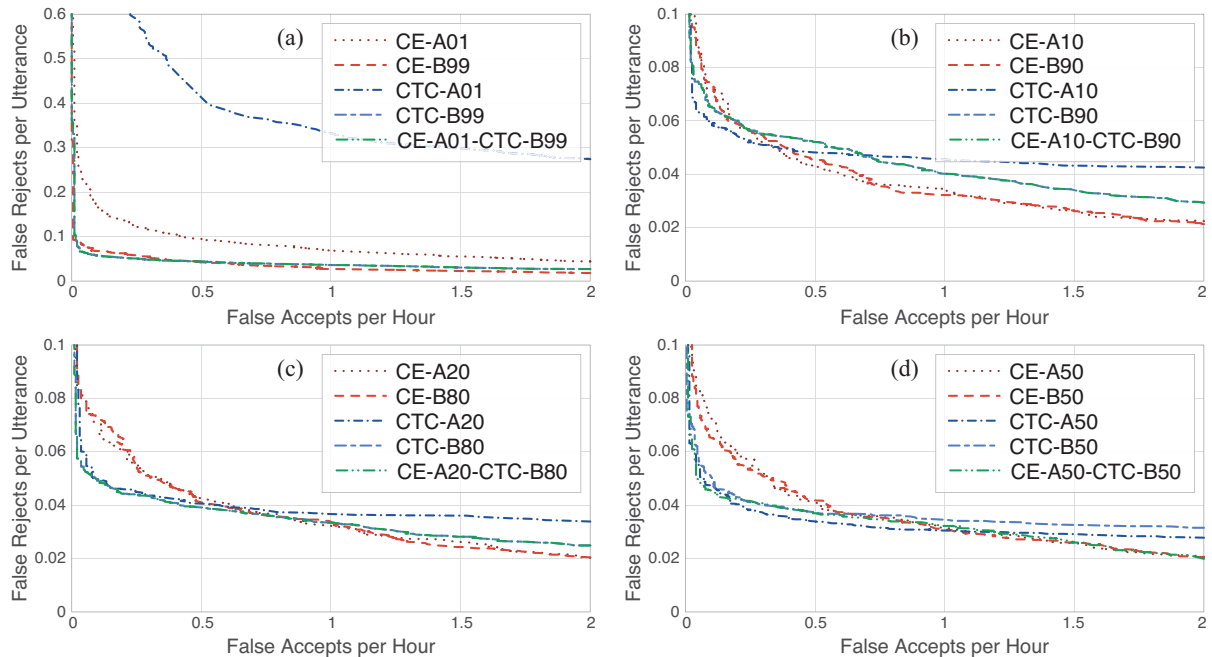 (a)
CE-A01
CE-B99
CTC-A01
CTC-B99
CE-A01-CTC-B99
False Rejects per Utterance
0.6
0.5
0.4
0.3
0.2
0.1
0
0 0.5 1 1.5 2
False Accepts per Hour
(b)
CE-A10
CE-B90
CTC-A10
CTC-B90
CE-A10-CTC-B90
False Rejects per Utterance
0.1
0.08
0.06
0.04
0.02
0
0 0.5 1 1.5 2
False Accepts per Hour
(c)
CE-A20
CE-B80
CTC-A20
CTC-B80
CE-A20-CTC-B80
False Rejects per Utterance
0.1
0.08
0.06
0.04
0.02
0
0 0.5 1 1.5 2
False Accepts per Hour
(d)
CE-A50
CE-B50
CTC-A50
CTC-B50
CE-A50-CTC-B50
False Rejects per Utterance
0.1
0.08
0.06
0.04
0.02
0
0 0.5 1 1.5 2
False Accepts per Hour